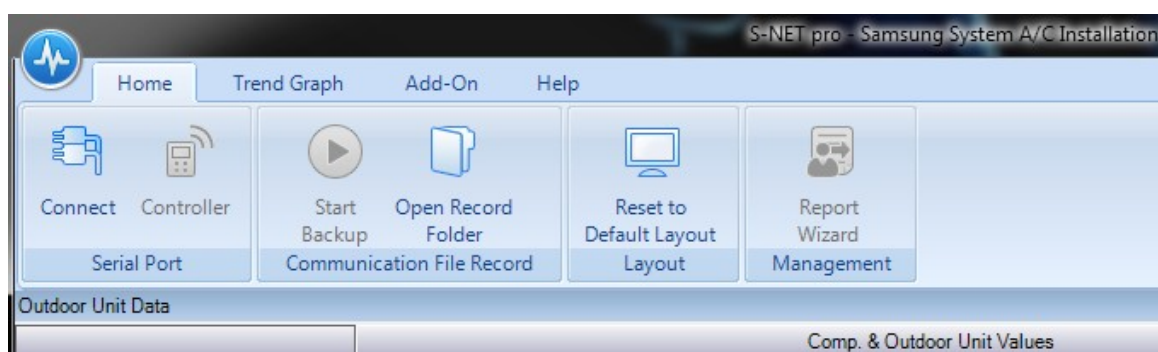 S-NET pro - Samsung System A/C Installation
Home Trend Graph Add-On Help
Connect Controller Start Backup Open Record Folder Reset to Default Layout Report Wizard
Serial Port Communication File Record Layout Management
Outdoor Unit Data
Comp. & Outdoor Unit Values